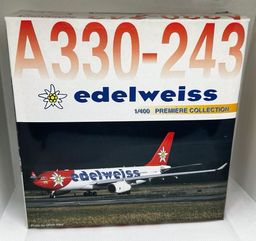 A330-243
edelweiss
1/400 PREMIERE COLLECTION
edelweiss